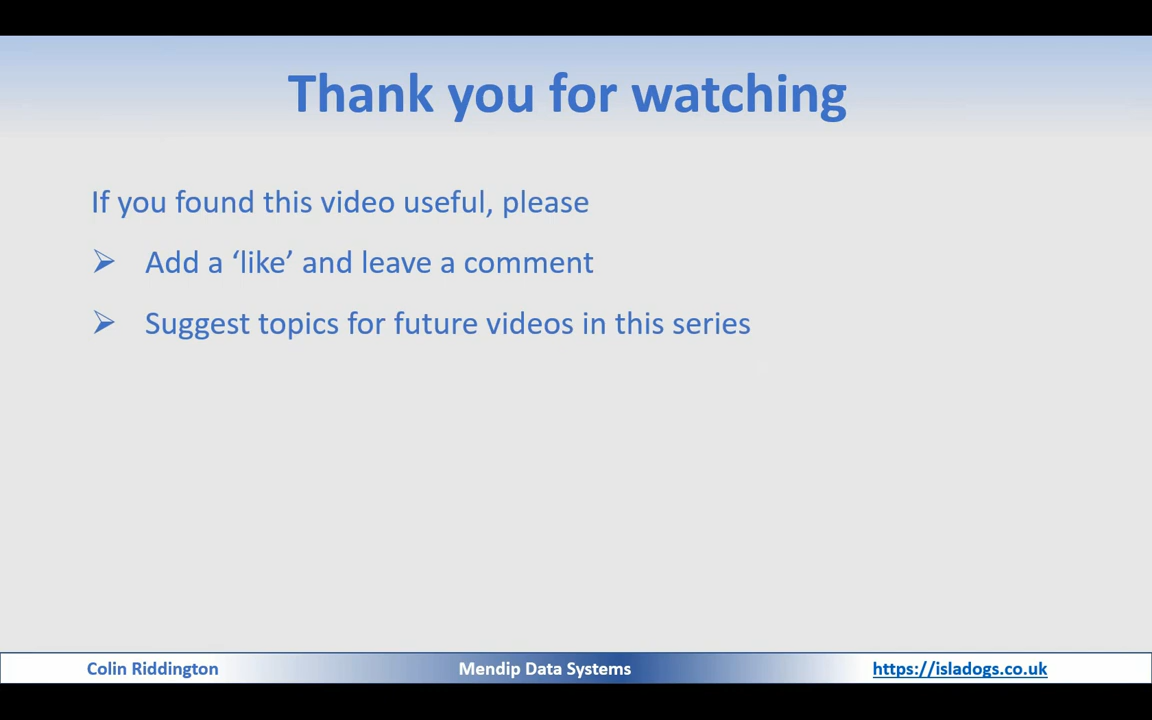 Thank you for watching
If you found this video useful, please
Add a ‘like’ and leave a comment
Suggest topics for future videos in this series
Colin Riddington
Mendip Data Systems
https://isladogs.co.uk